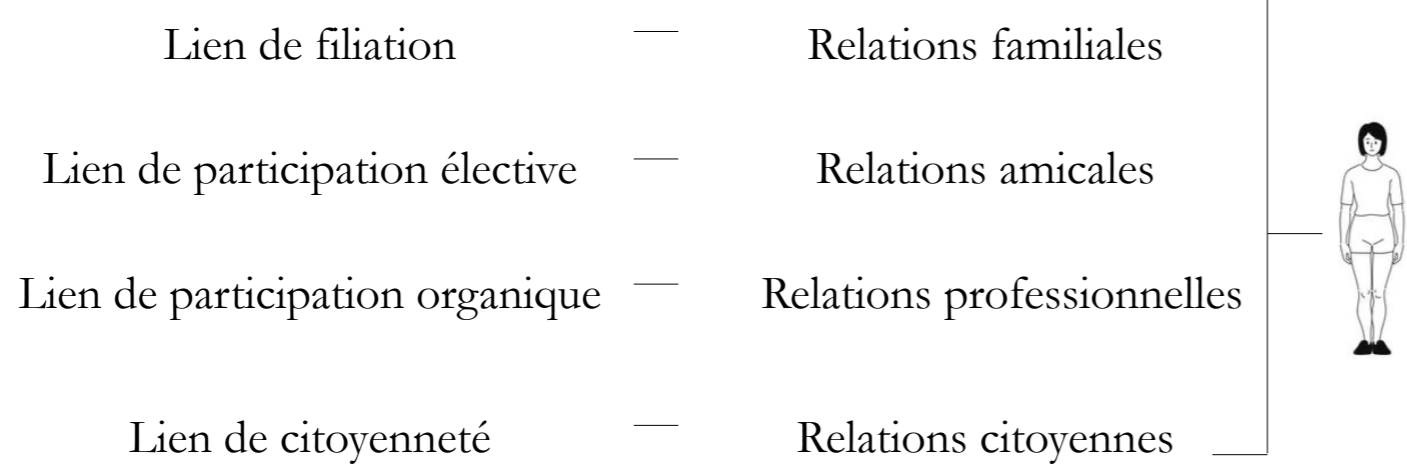 Lien de filiation — Relations familiales
Lien de participation élective — Relations amicales
Lien de participation organique — Relations professionnelles
Lien de citoyenneté — Relations citoyennes